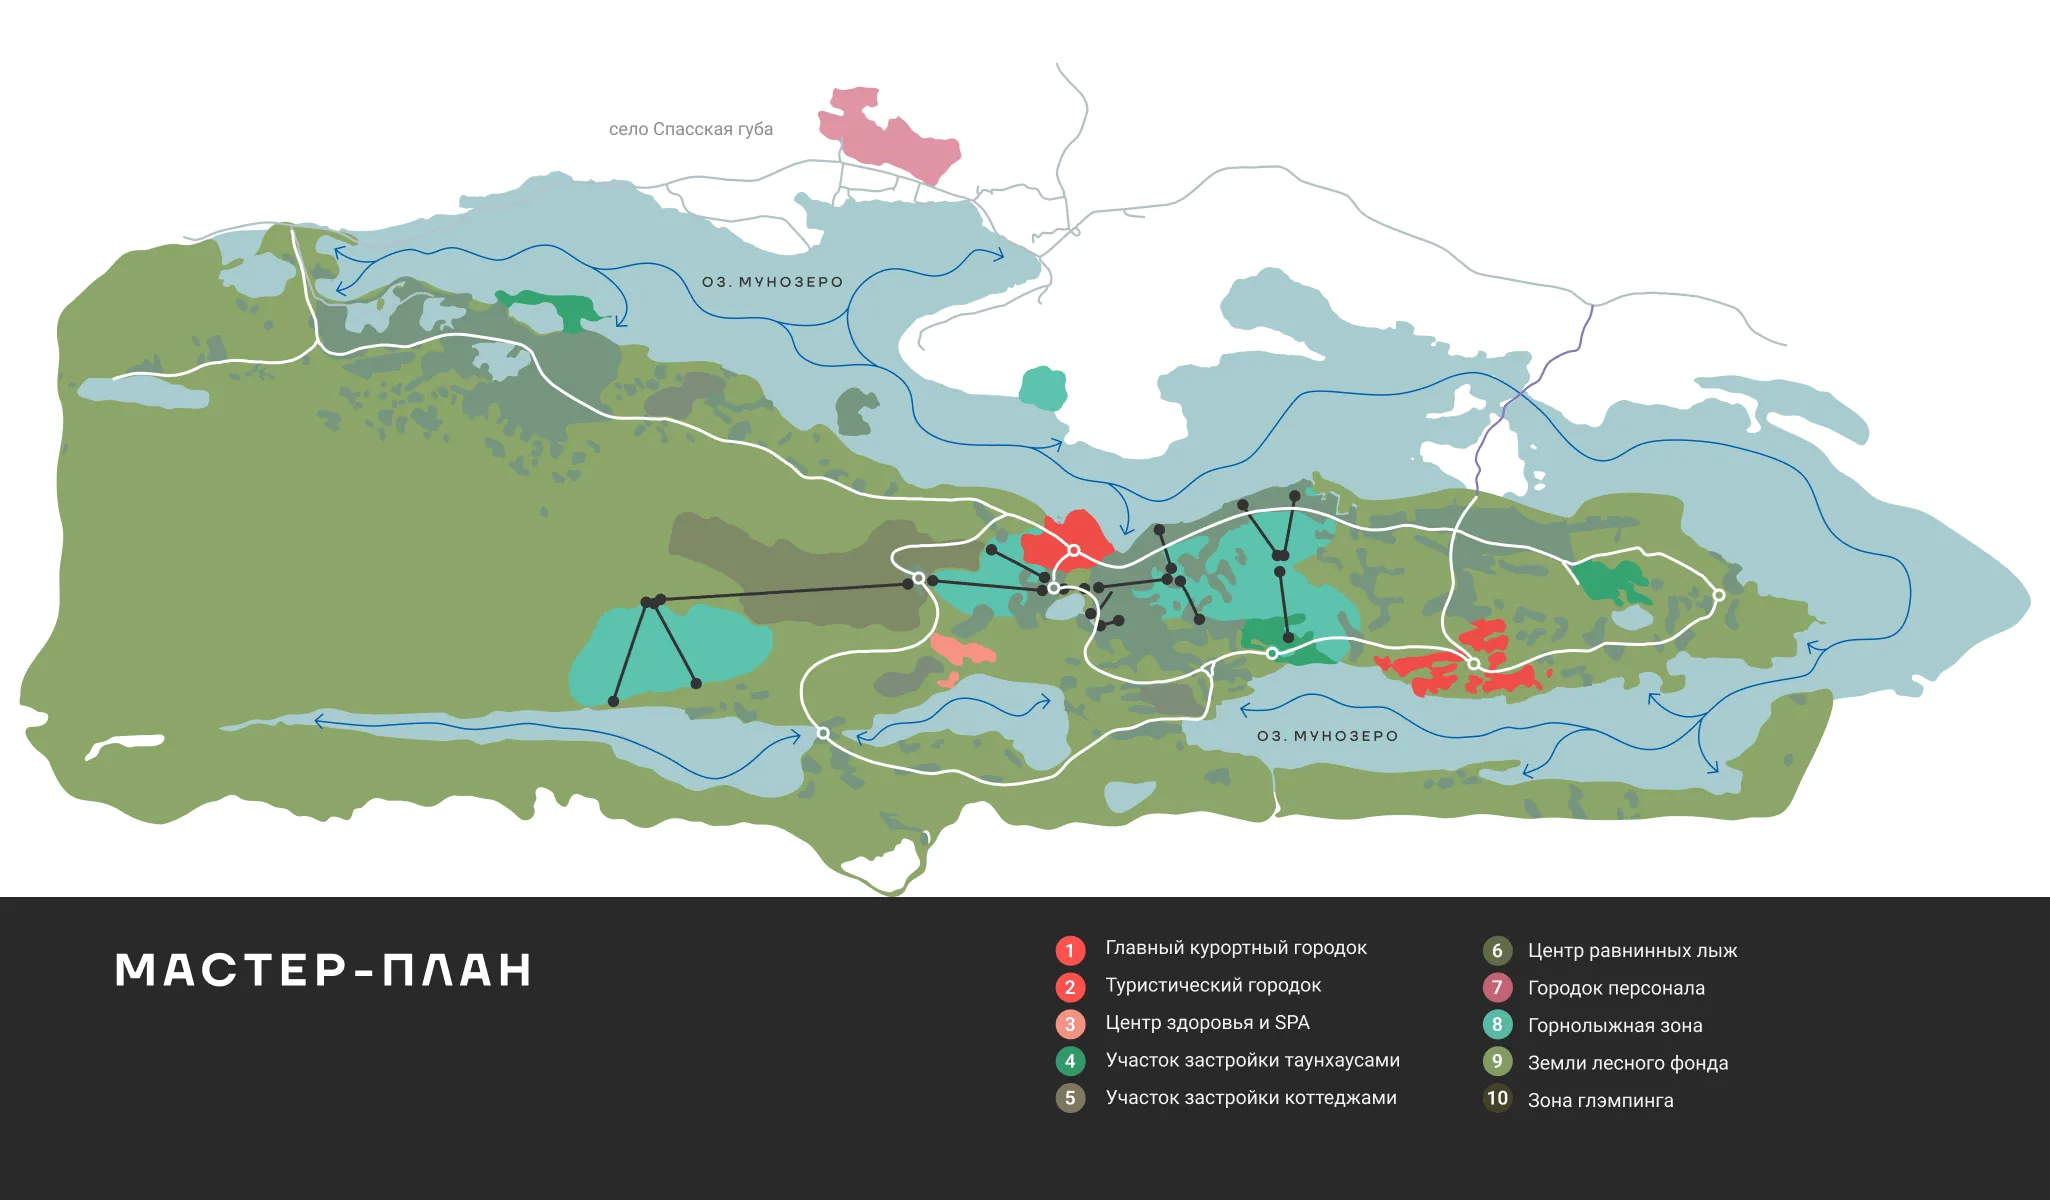 село Спасская губа
ОЗ. МУНОЗЕРО
ОЗ. МУНОЗЕРО
МАСТЕР-ПЛАН
1 Главный курортный городок
2 Туристический городок
3 Центр здоровья и SPA
4 Участок застройки таунхаусами
5 Участок застройки коттеджами
6 Центр равнинных лыж
7 Городок персонала
8 Горнолыжная зона
9 Земли лесного фонда
10 Зона глэмпинга